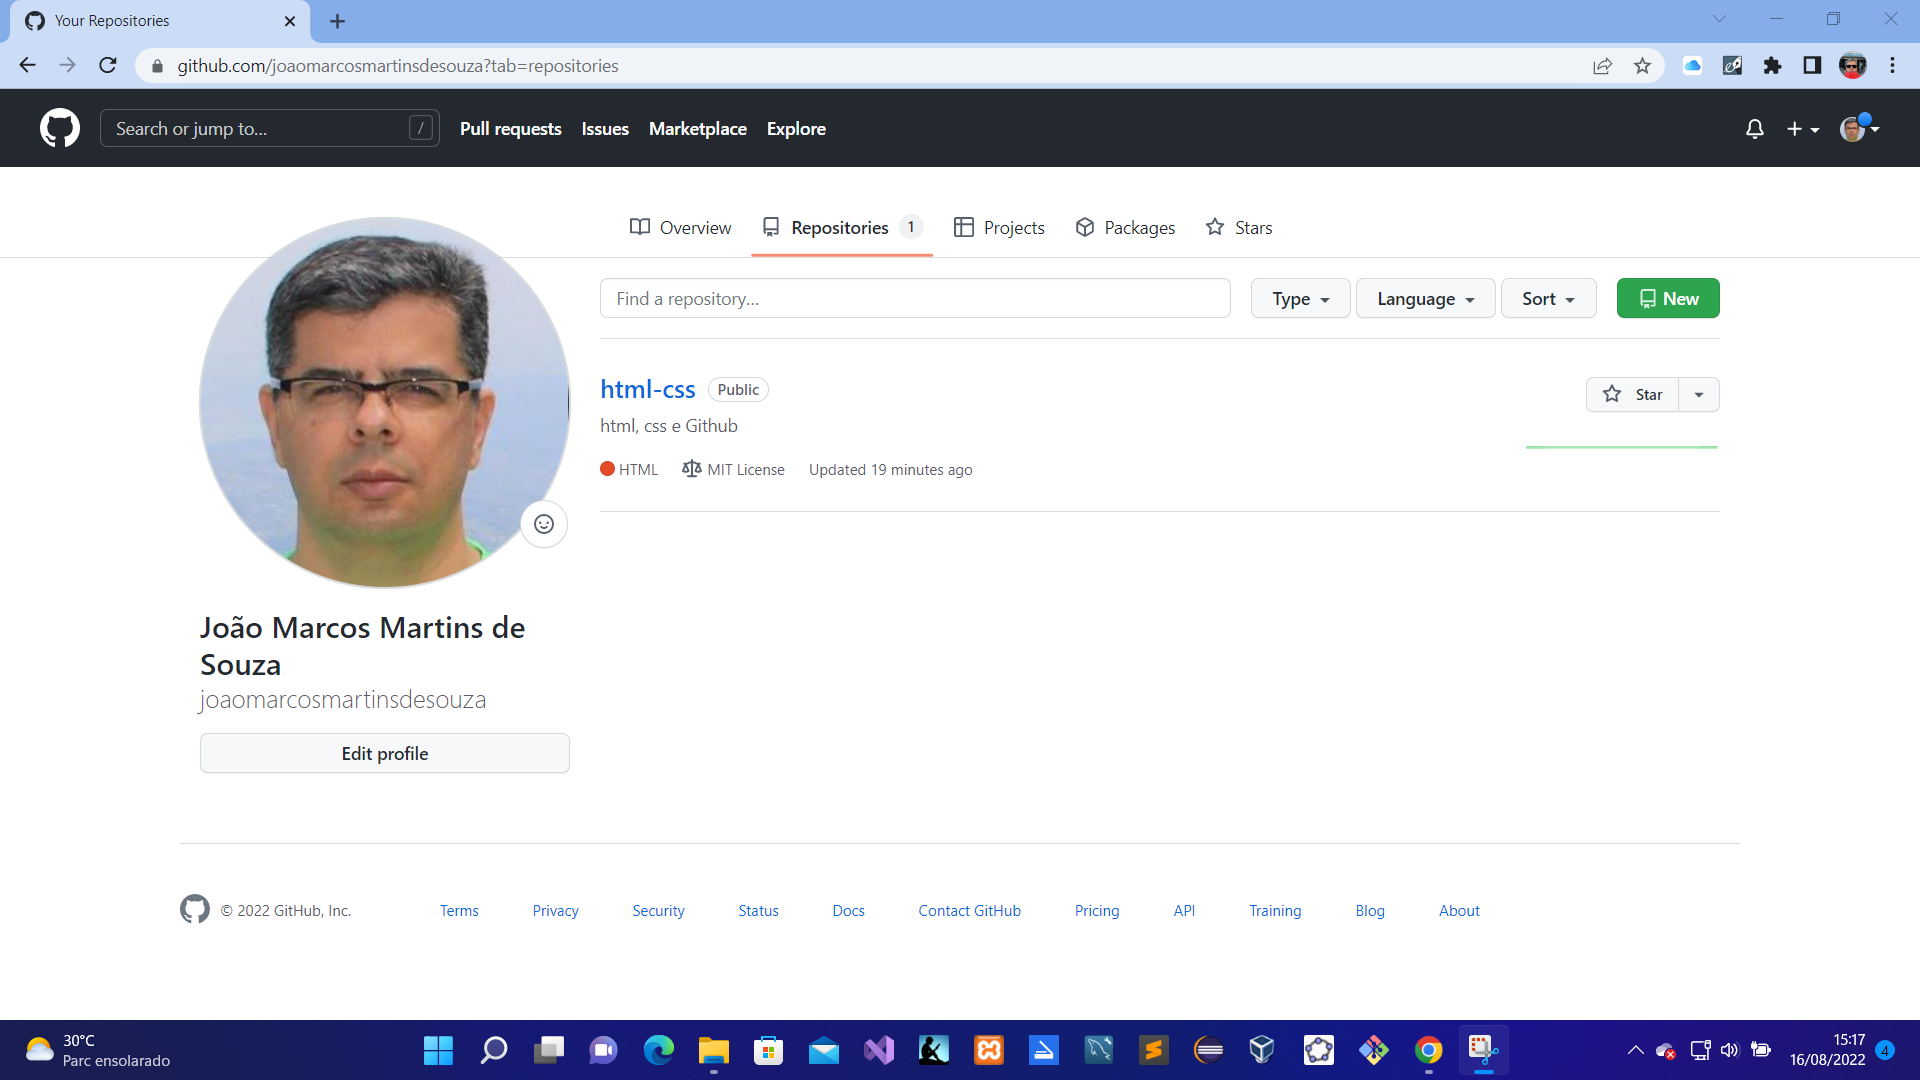 Your Repositories
github.com/joaomarcosmartinsdesouza?tab=repositories
Search or jump to... /
Pull requests Issues Marketplace Explore
Overview Repositories 1 Projects Packages Stars
Find a repository...
Type Language Sort New
html-css Public
Star
html, css e Github
HTML MIT License Updated 19 minutes ago
João Marcos Martins de
Souza
joaomarcosmartinsdesouza
Edit profile
© 2022 GitHub, Inc. Terms Privacy Security Status Docs Contact GitHub Pricing API Training Blog About
30°C
Parc ensolarado
15:17
16/08/2022
4